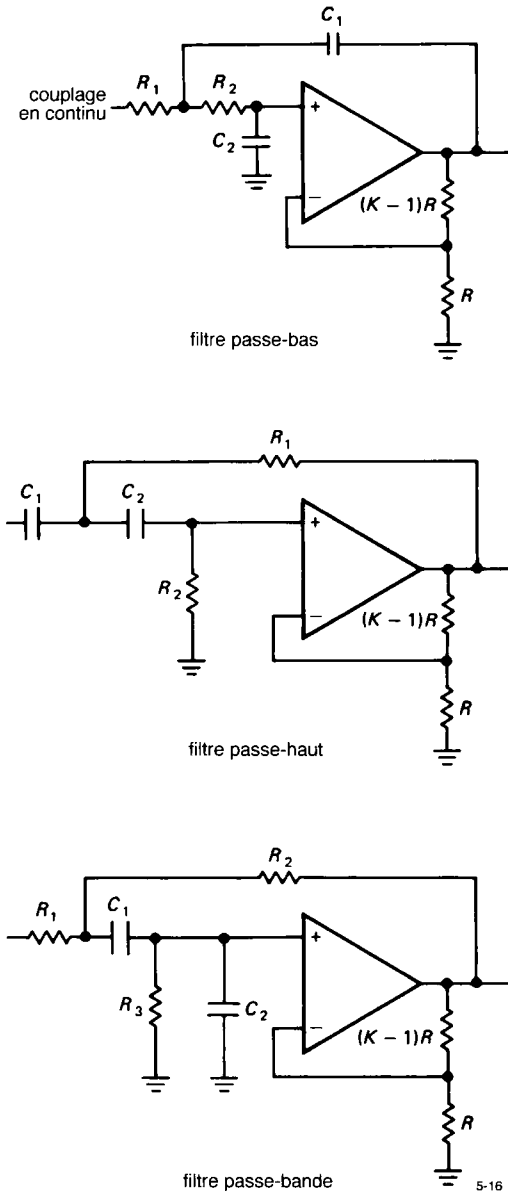 C₁
R₁
R₂
couplage
en continu
C₂
+
−
(K − 1)R
R
filtre passe-bas
R₁
C₁
C₂
+
R₂
−
(K − 1)R
R
filtre passe-haut
R₂
R₁
C₁
+
R₃
C₂
−
(K − 1)R
R
filtre passe-bande
5-16